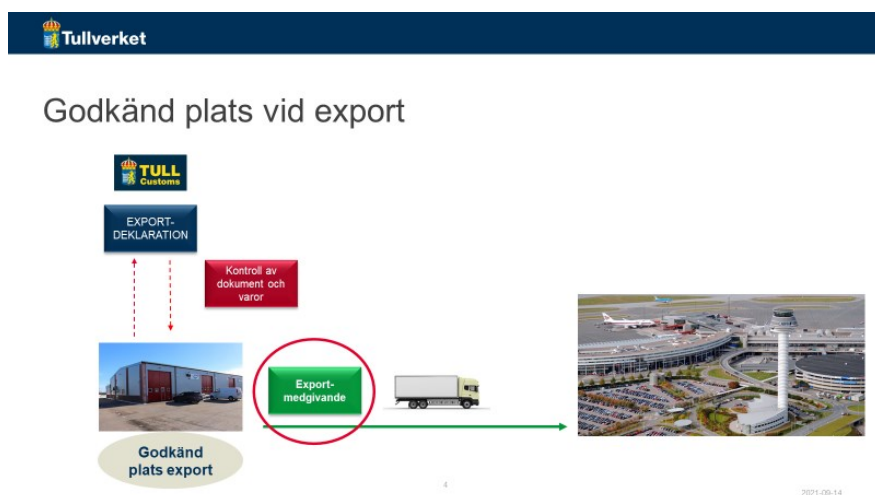 Tullverket
Godkänd plats vid export
TULL
Customs
EXPORT-
DEKLARATION
Kontroll av
dokument och
varor
Export-
medgivande
Godkänd
plats export
4
2021-09-14